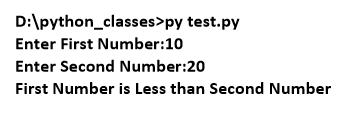 D:\python_classes>py test.py
Enter First Number:10
Enter Second Number:20
First Number is Less than Second Number